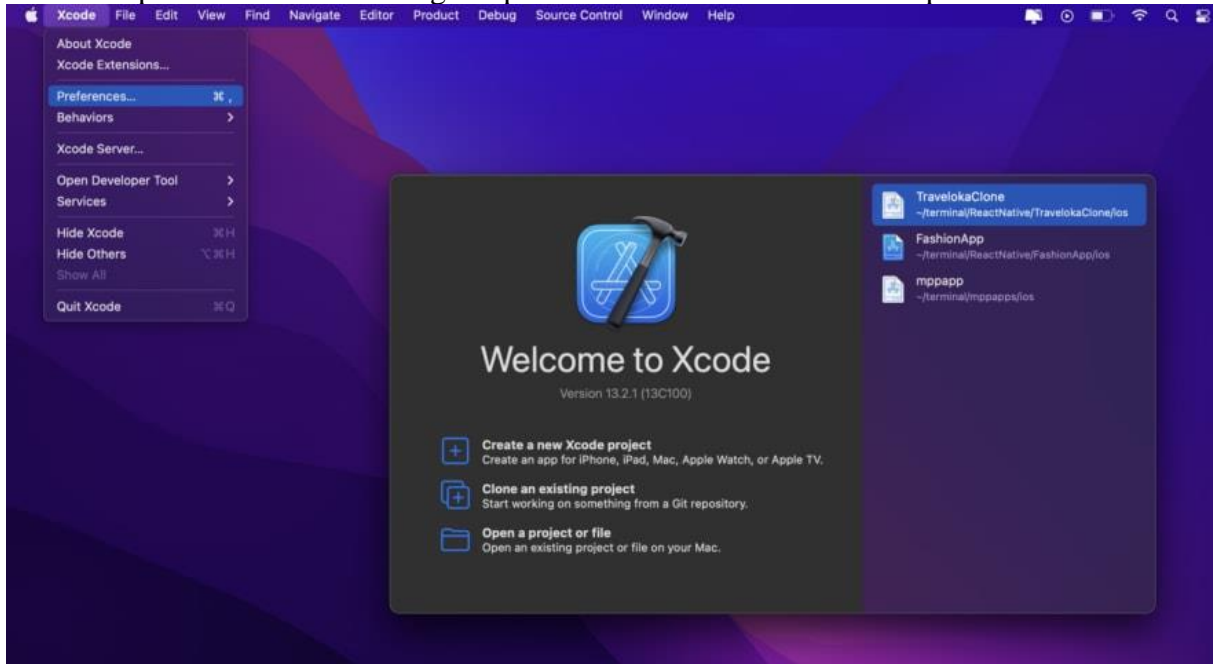 Xcode File Edit View Find Navigate Editor Product Debug Source Control Window Help
About Xcode
Xcode Extensions...
Preferences... ⌘ ,
Behaviors >
Xcode Server...
Open Developer Tool >
Services >
Hide Xcode ⌘H
Hide Others ⌥⌘H
Show All
Quit Xcode ⌘Q
Welcome to Xcode
Version 13.2.1 (13C100)
Create a new Xcode project
Create an app for iPhone, iPad, Mac, Apple Watch, or Apple TV.
Clone an existing project
Start working on something from a Git repository.
Open a project or file
Open an existing project or file on your Mac.
TravelokaClone
~/terminal/ReactNative/TravelokaClone/ios
FashionApp
~/terminal/ReactNative/FashionApp/ios
mppapp
~/terminal/mppapps/ios